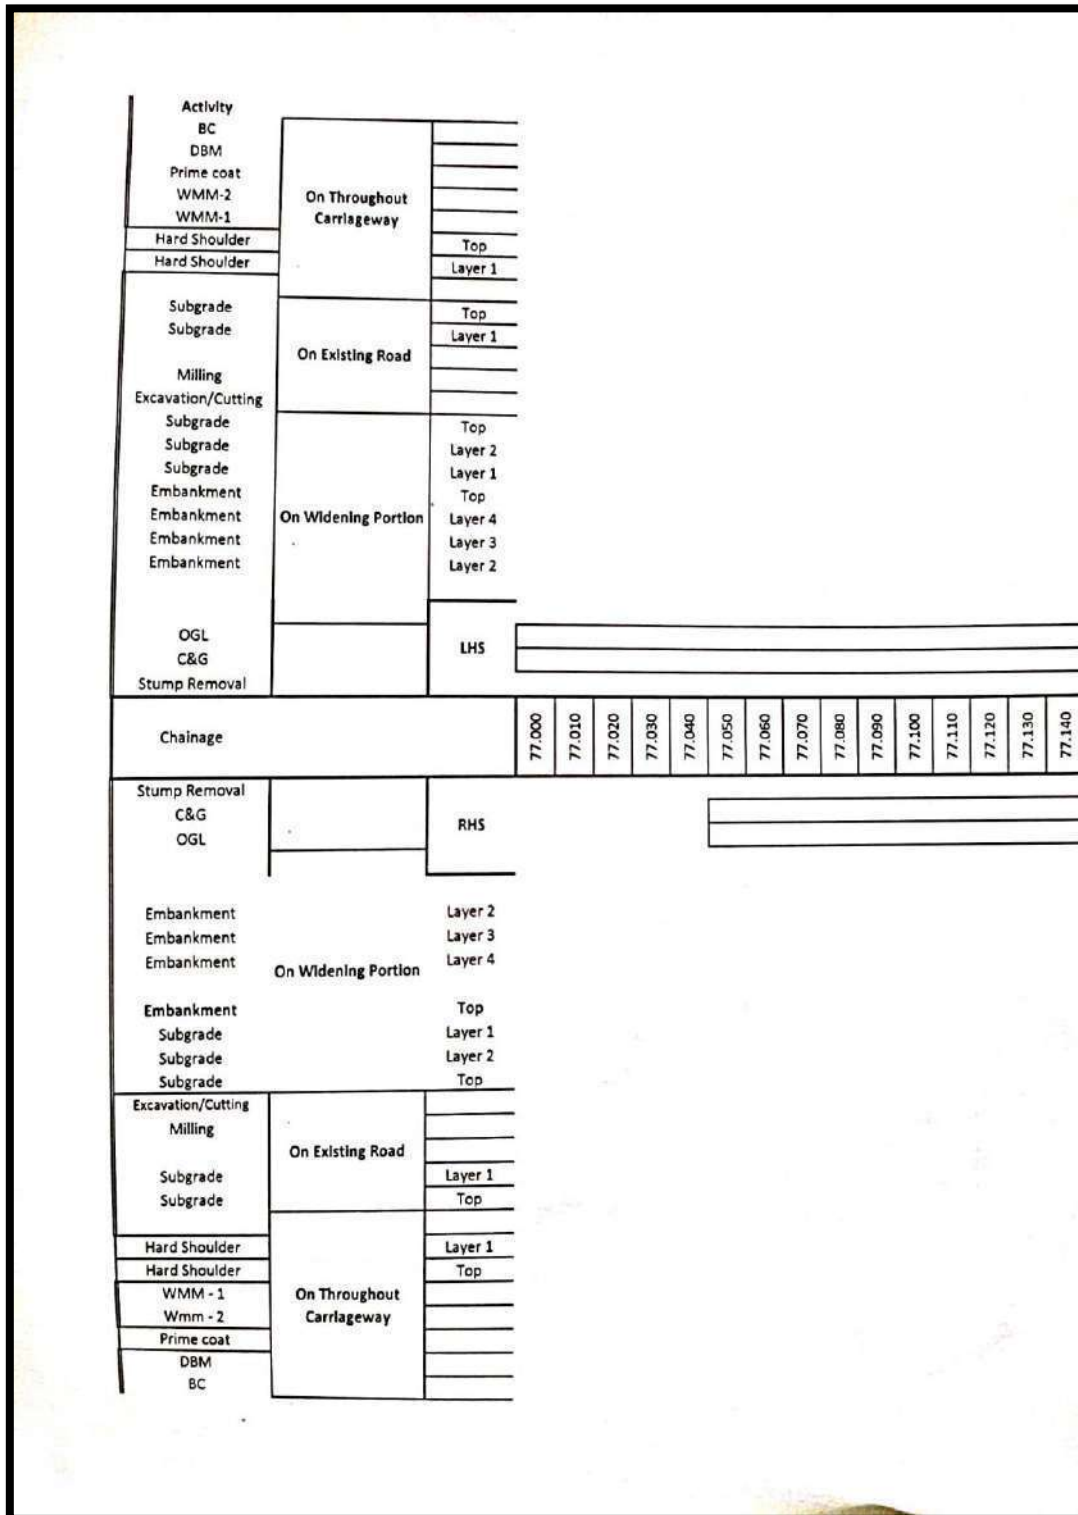 Activity
BC
DBM
Prime coat
WMM-2 On Throughout
WMM-1 Carriageway
Hard Shoulder Top
Hard Shoulder Layer 1
Subgrade Top
Subgrade Layer 1
On Existing Road
Milling
Excavation/Cutting
Subgrade Top
Subgrade Layer 2
Subgrade Layer 1
Embankment Top
Embankment On Widening Portion Layer 4
Embankment Layer 3
Embankment Layer 2
OGL LHS
C&G
Stump Removal
Chainage 77.000 77.010 77.020 77.030 77.040 77.050 77.060 77.070 77.080 77.090 77.100 77.110 77.120 77.130 77.140
Stump Removal
C&G RHS
OGL
Embankment Layer 2
Embankment Layer 3
Embankment On Widening Portion Layer 4
Embankment Top
Subgrade Layer 1
Subgrade Layer 2
Subgrade Top
Excavation/Cutting
Milling
On Existing Road
Subgrade Layer 1
Subgrade Top
Hard Shoulder Layer 1
Hard Shoulder Top
WMM - 1 On Throughout
Wmm - 2 Carriageway
Prime coat
DBM
BC